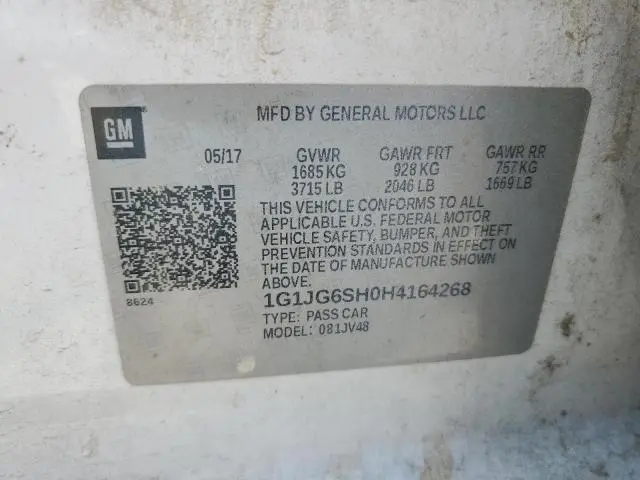 GM
MFD BY GENERAL MOTORS LLC
05/17 GVWR GAWR FRT GAWR RR
1685 KG 928 KG 757 KG
3715 LB 2046 LB 1669 LB
THIS VEHICLE CONFORMS TO ALL
APPLICABLE U.S. FEDERAL MOTOR
VEHICLE SAFETY, BUMPER, AND THEFT
PREVENTION STANDARDS IN EFFECT ON
THE DATE OF MANUFACTURE SHOWN
ABOVE.
8624
1G1JG6SH0H4164268
TYPE: PASS CAR
MODEL: 081JV48